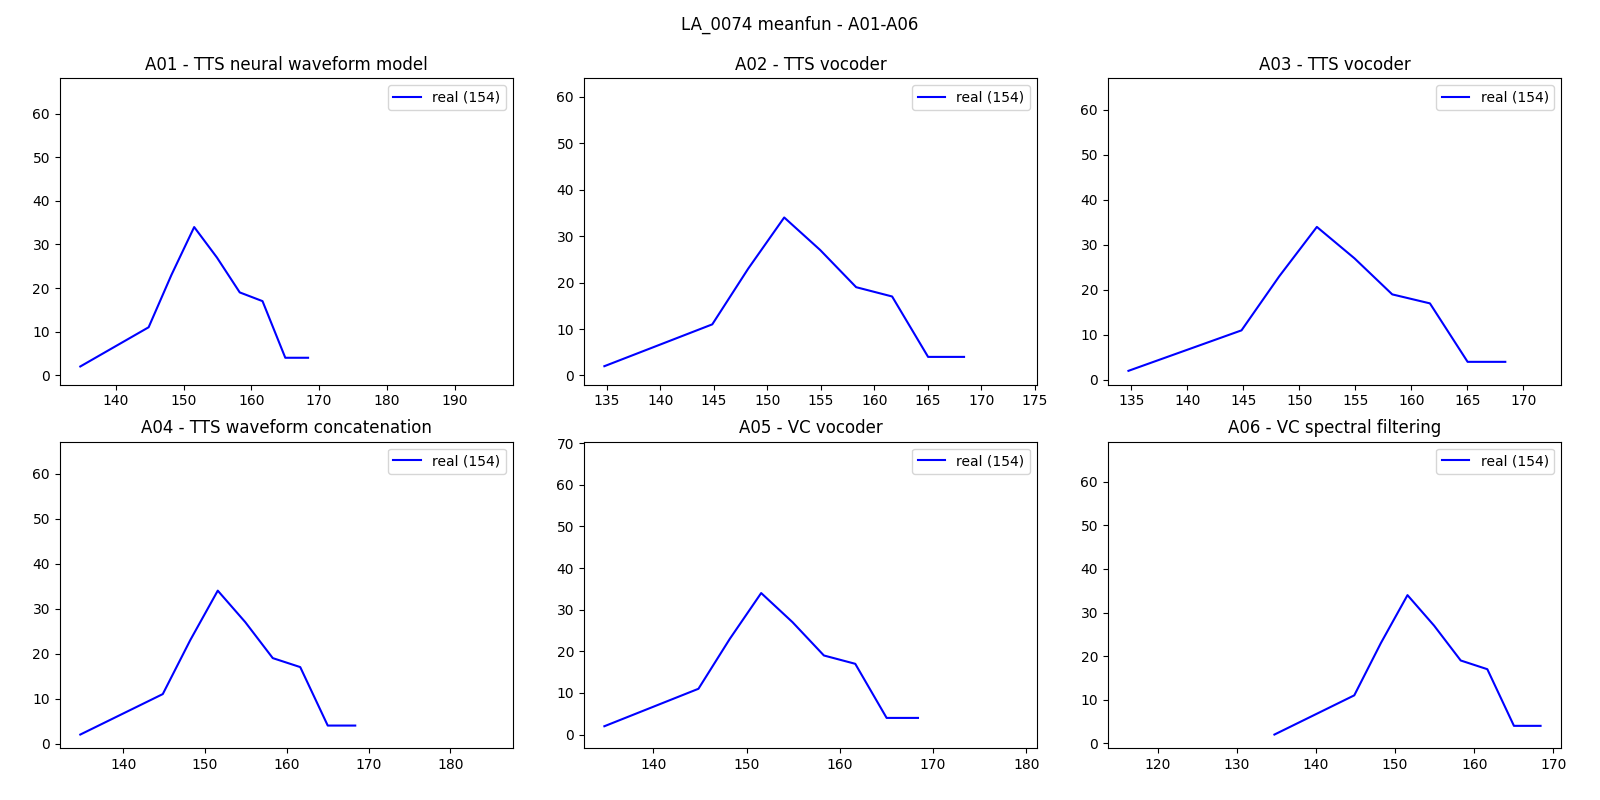 LA_0074 meanfun - A01-A06
A01 - TTS neural waveform model
real (154)
60
50
40
30
20
10
0
140 150 160 170 180 190
A02 - TTS vocoder
real (154)
60
50
40
30
20
10
0
135 140 145 150 155 160 165 170 175
A03 - TTS vocoder
real (154)
60
50
40
30
20
10
0
135 140 145 150 155 160 165 170
A04 - TTS waveform concatenation
real (154)
60
50
40
30
20
10
0
140 150 160 170 180
A05 - VC vocoder
real (154)
70
60
50
40
30
20
10
0
140 150 160 170 180
A06 - VC spectral filtering
real (154)
60
50
40
30
20
10
0
120 130 140 150 160 170